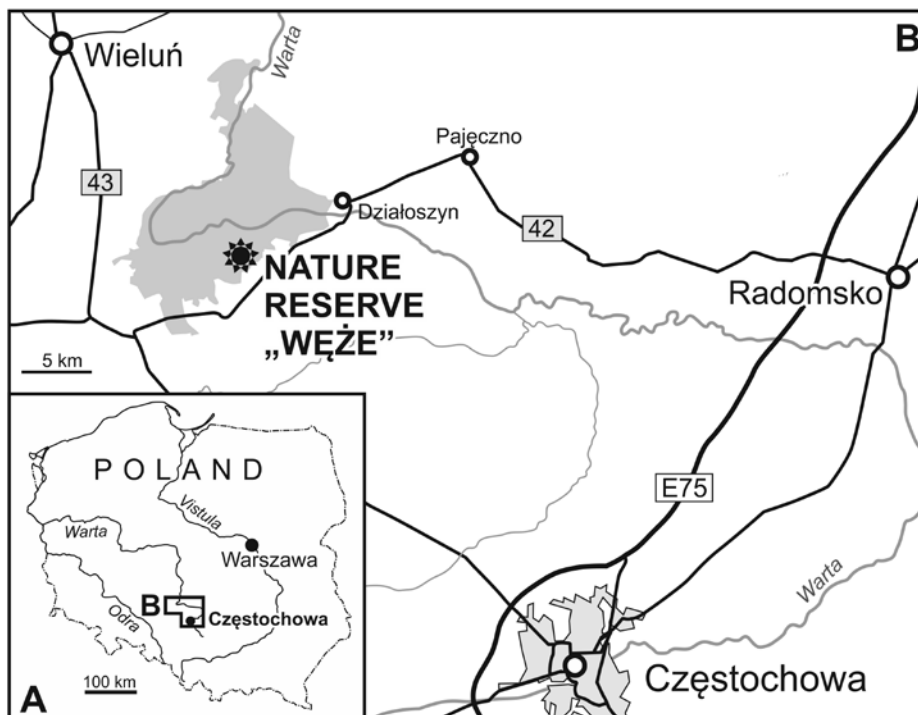 B
Wieluń
Warta
Pajęczno
43
Działoszyn
42
NATURE
RESERVE
„WĘŻE”
Radomsko
5 km
E75
Warta
Częstochowa
POLAND
Vistula
Warta
Warszawa
B
Odra
Częstochowa
100 km
A